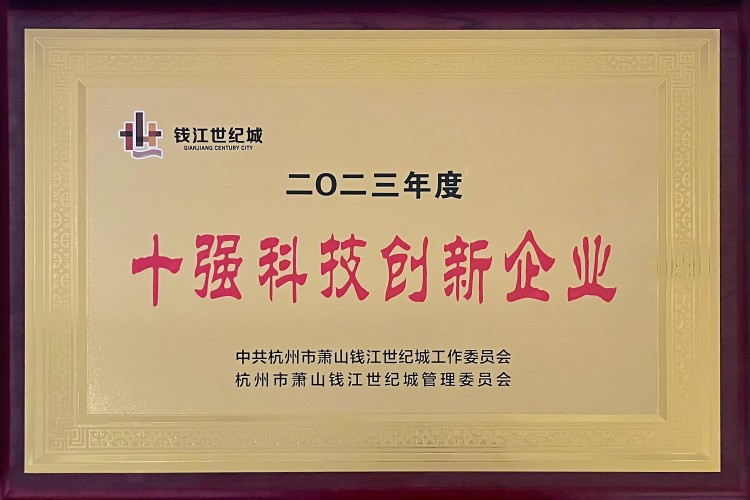 钱江世纪城
QIANJIANG CENTURY CITY
二〇二三年度
十强科技创新企业
中共杭州市萧山钱江世纪城工作委员会
杭州市萧山钱江世纪城管理委员会